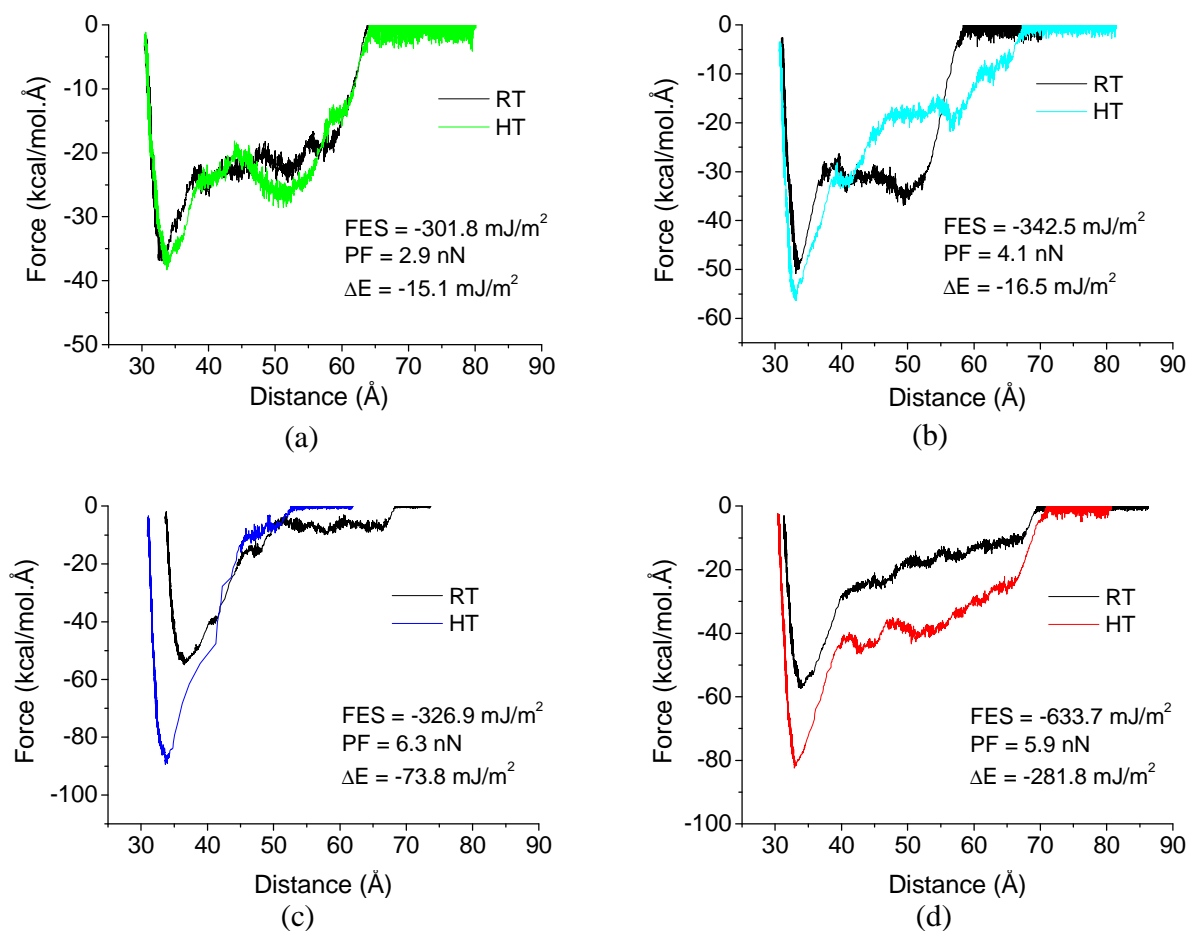 0
-10
-20
-30
-40
-50
Force (kcal/mol.Å)
RT
HT
FES = -301.8 mJ/m²
PF = 2.9 nN
ΔE = -15.1 mJ/m²
30 40 50 60 70 80 90
Distance (Å)
(a)
0
-10
-20
-30
-40
-50
-60
Force (kcal/mol.Å)
RT
HT
FES = -342.5 mJ/m²
PF = 4.1 nN
ΔE = -16.5 mJ/m²
30 40 50 60 70 80 90
Distance (Å)
(b)
0
-20
-40
-60
-80
-100
Force (kcal/mol.Å)
RT
HT
FES = -326.9 mJ/m²
PF = 6.3 nN
ΔE = -73.8 mJ/m²
30 40 50 60 70 80 90
Distance (Å)
(c)
0
-20
-40
-60
-80
-100
Force (kcal/mol.Å)
RT
HT
FES = -633.7 mJ/m²
PF = 5.9 nN
ΔE = -281.8 mJ/m²
30 40 50 60 70 80 90
Distance (Å)
(d)